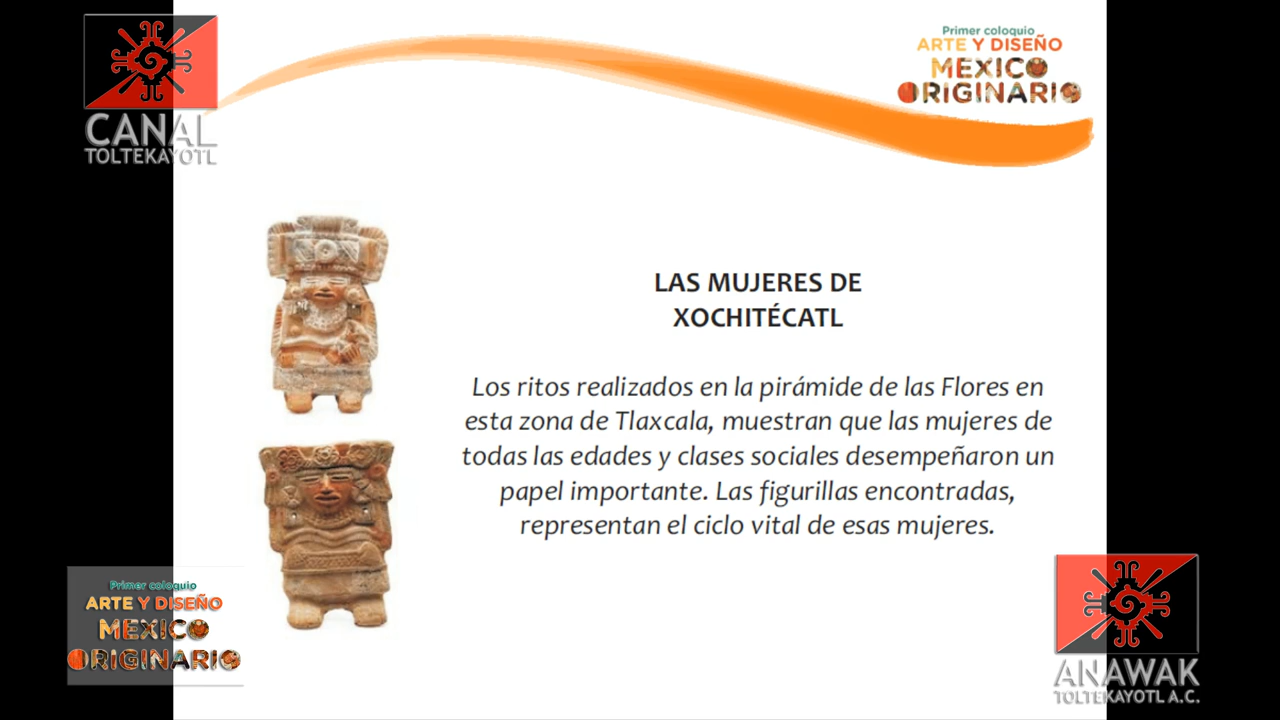 CANAL
TOLTEKAYOTL
Primer coloquio
ARTE Y DISEÑO
MEXICO
ORIGINARIO
LAS MUJERES DE
XOCHITÉCATL
Los ritos realizados en la pirámide de las Flores en
esta zona de Tlaxcala, muestran que las mujeres de
todas las edades y clases sociales desempeñaron un
papel importante. Las figurillas encontradas,
representan el ciclo vital de esas mujeres.
Primer coloquio
ARTE Y DISEÑO
MEXICO
ORIGINARIO
ANAWAK
TOLTEKAYOTL A.C.